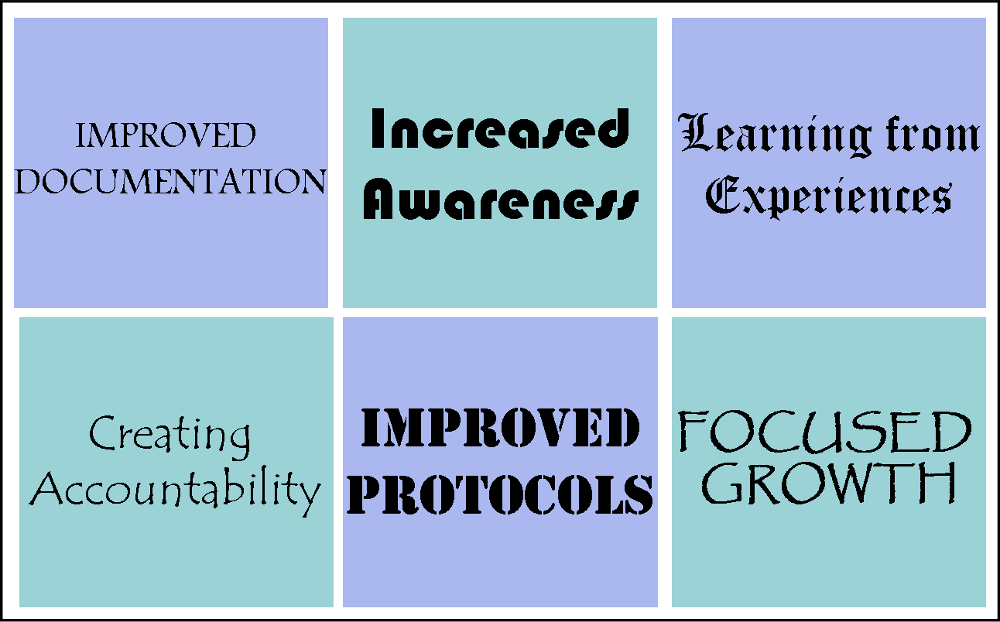 IMPROVED
DOCUMENTATION
Increased
Awareness
Learning from
Experiences
Creating
Accountability
IMPROVED
PROTOCOLS
FOCUSED
GROWTH